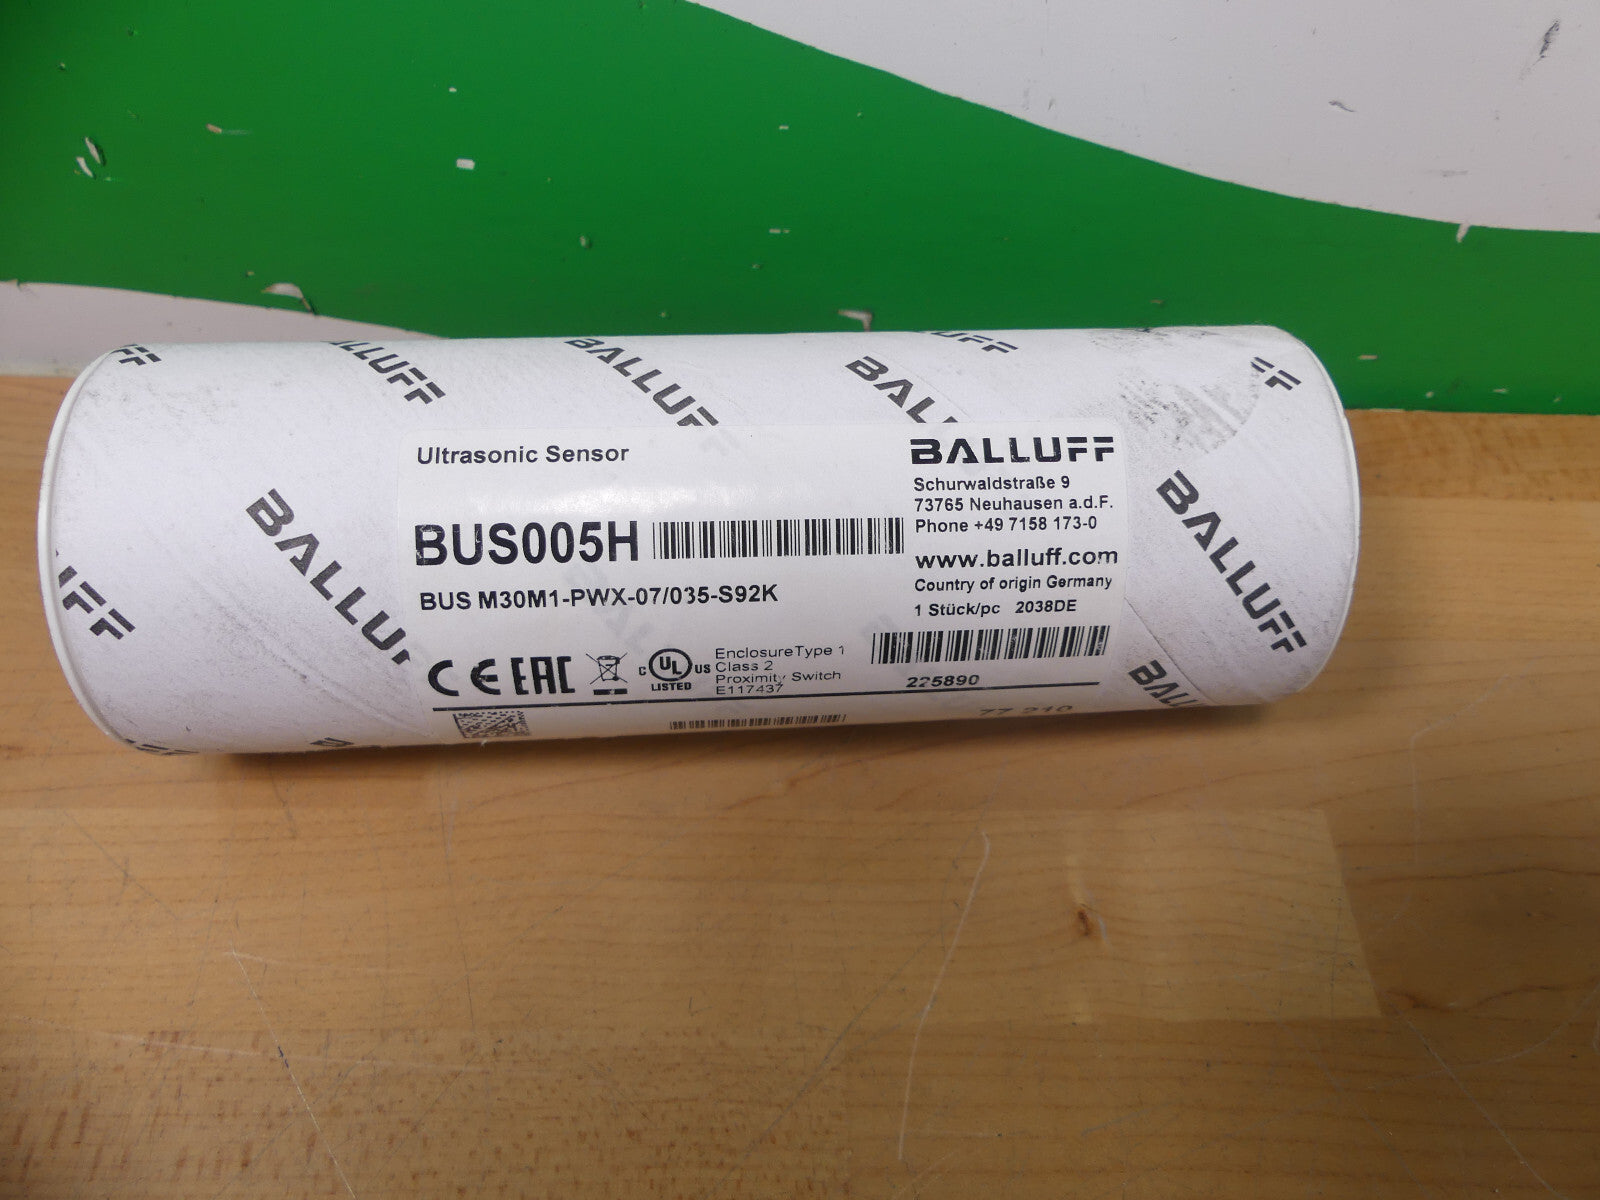 BALLUFF
BALLUFF
BALLUFF
BALLUFF
BALLUFF
Ultrasonic Sensor
BUS005H
BUS M30M1-PWX-07/035-S92K
CE EAC
c UL US
LISTED
Enclosure Type 1
Class 2
Proximity Switch
E117437
BALLUFF
Schurwaldstraße 9
73765 Neuhausen a.d.F.
Phone +49 7158 173-0
www.balluff.com
Country of origin Germany
1 Stück/pc 2038DE
225890